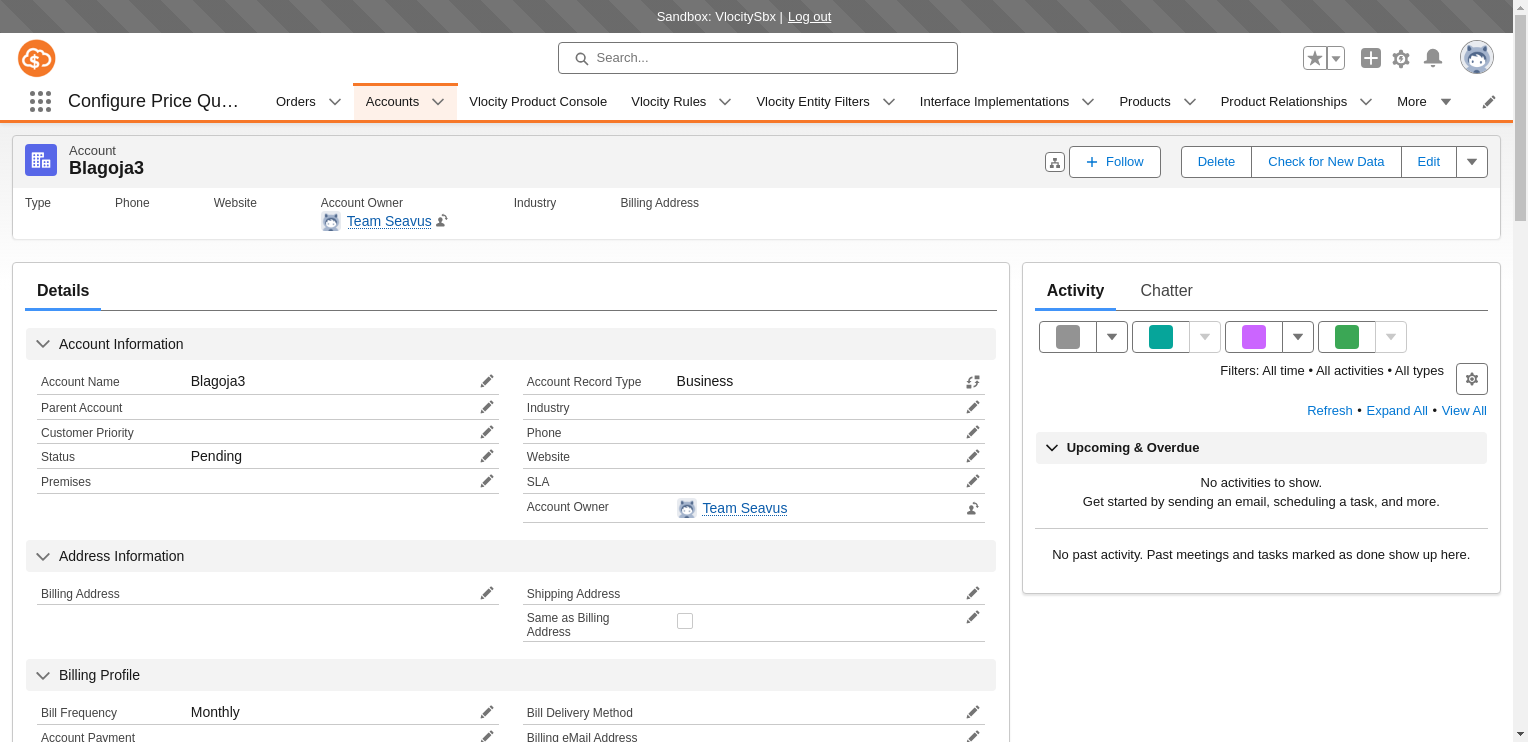 Sandbox: VlocitySbx | Log out
Search...
Configure Price Qu...
Orders
Accounts
Vlocity Product Console
Vlocity Rules
Vlocity Entity Filters
Interface Implementations
Products
Product Relationships
More
Account
Blagoja3
Follow
Delete
Check for New Data
Edit
Type
Phone
Website
Account Owner
Industry
Billing Address
Team Seavus
Details
Account Information
Account Name Blagoja3
Account Record Type Business
Parent Account
Industry
Customer Priority
Phone
Status Pending
Website
Premises
SLA
Account Owner Team Seavus
Address Information
Billing Address
Shipping Address
Same as Billing
Address
Billing Profile
Bill Frequency Monthly
Bill Delivery Method
Account Payment
Billing eMail Address
Activity
Chatter
Filters: All time • All activities • All types
Refresh • Expand All • View All
Upcoming & Overdue
No activities to show.
Get started by sending an email, scheduling a task, and more.
No past activity. Past meetings and tasks marked as done show up here.